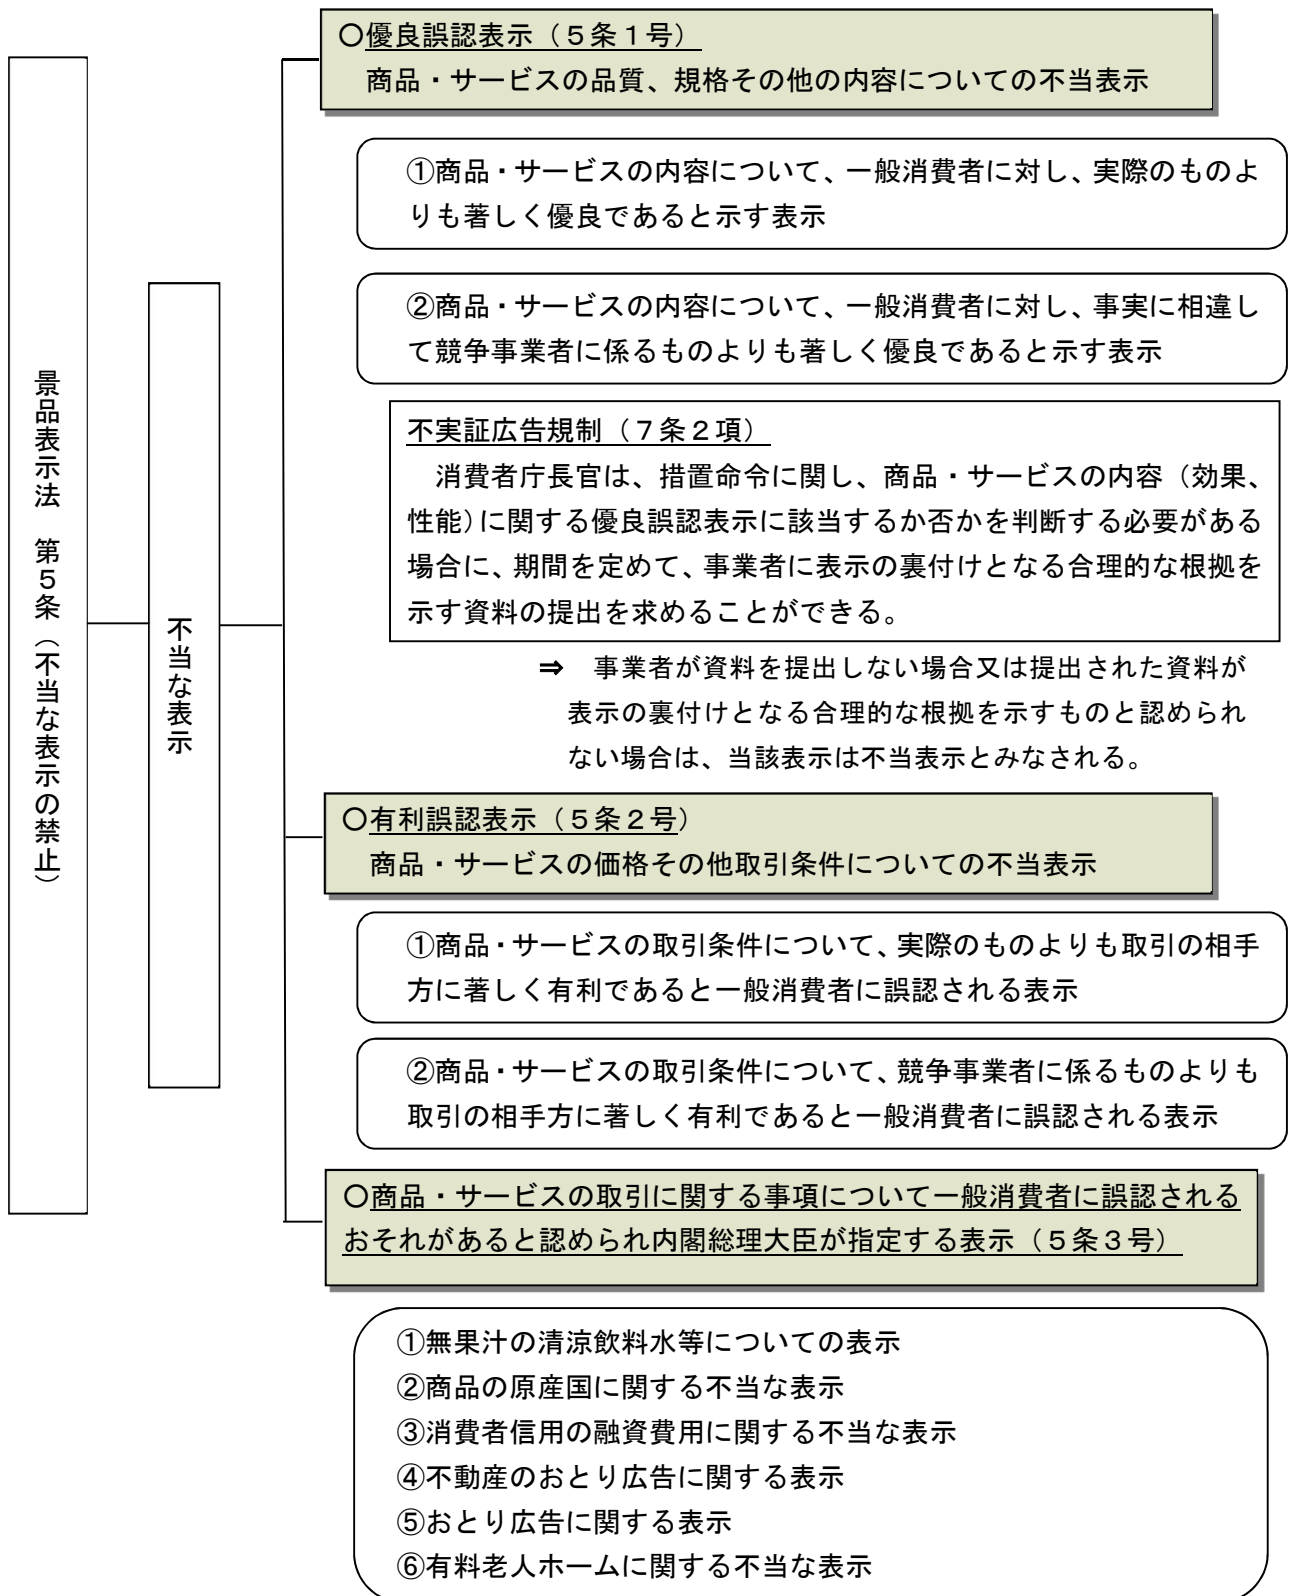 景品表示法　第５条（不当な表示の禁止）
不当な表示
〇優良誤認表示（５条１号）
商品・サービスの品質、規格その他の内容についての不当表示
①商品・サービスの内容について、一般消費者に対し、実際のものよ
りも著しく優良であると示す表示
②商品・サービスの内容について、一般消費者に対し、事実に相違し
て競争事業者に係るものよりも著しく優良であると示す表示
不実証広告規制（７条２項）
消費者庁長官は、措置命令に関し、商品・サービスの内容（効果、
性能）に関する優良誤認表示に該当するか否かを判断する必要がある
場合に、期間を定めて、事業者に表示の裏付けとなる合理的な根拠を
示す資料の提出を求めることができる。
⇒　事業者が資料を提出しない場合又は提出された資料が
表示の裏付けとなる合理的な根拠を示すものと認められ
ない場合は、当該表示は不当表示とみなされる。
〇有利誤認表示（５条２号）
商品・サービスの価格その他取引条件についての不当表示
①商品・サービスの取引条件について、実際のものよりも取引の相手
方に著しく有利であると一般消費者に誤認される表示
②商品・サービスの取引条件について、競争事業者に係るものよりも
取引の相手方に著しく有利であると一般消費者に誤認される表示
〇商品・サービスの取引に関する事項について一般消費者に誤認される
おそれがあると認められ内閣総理大臣が指定する表示（５条３号）
①無果汁の清涼飲料水等についての表示
②商品の原産国に関する不当な表示
③消費者信用の融資費用に関する不当な表示
④不動産のおとり広告に関する表示
⑤おとり広告に関する表示
⑥有料老人ホームに関する不当な表示